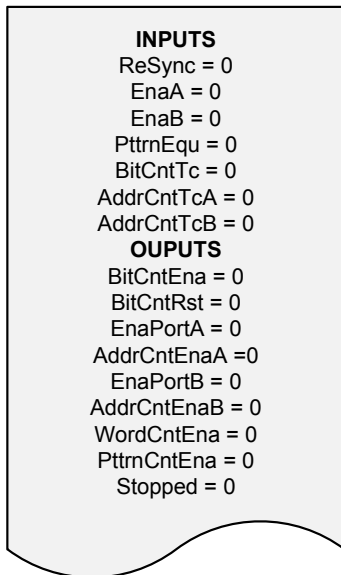 INPUTS
ReSync = 0
EnaA = 0
EnaB = 0
PttrnEqu = 0
BitCntTc = 0
AddrCntTcA = 0
AddrCntTcB = 0
OUPUTS
BitCntEna = 0
BitCntRst = 0
EnaPortA = 0
AddrCntEnaA =0
EnaPortB = 0
AddrCntEnaB = 0
WordCntEna = 0
PttrnCntEna = 0
Stopped = 0